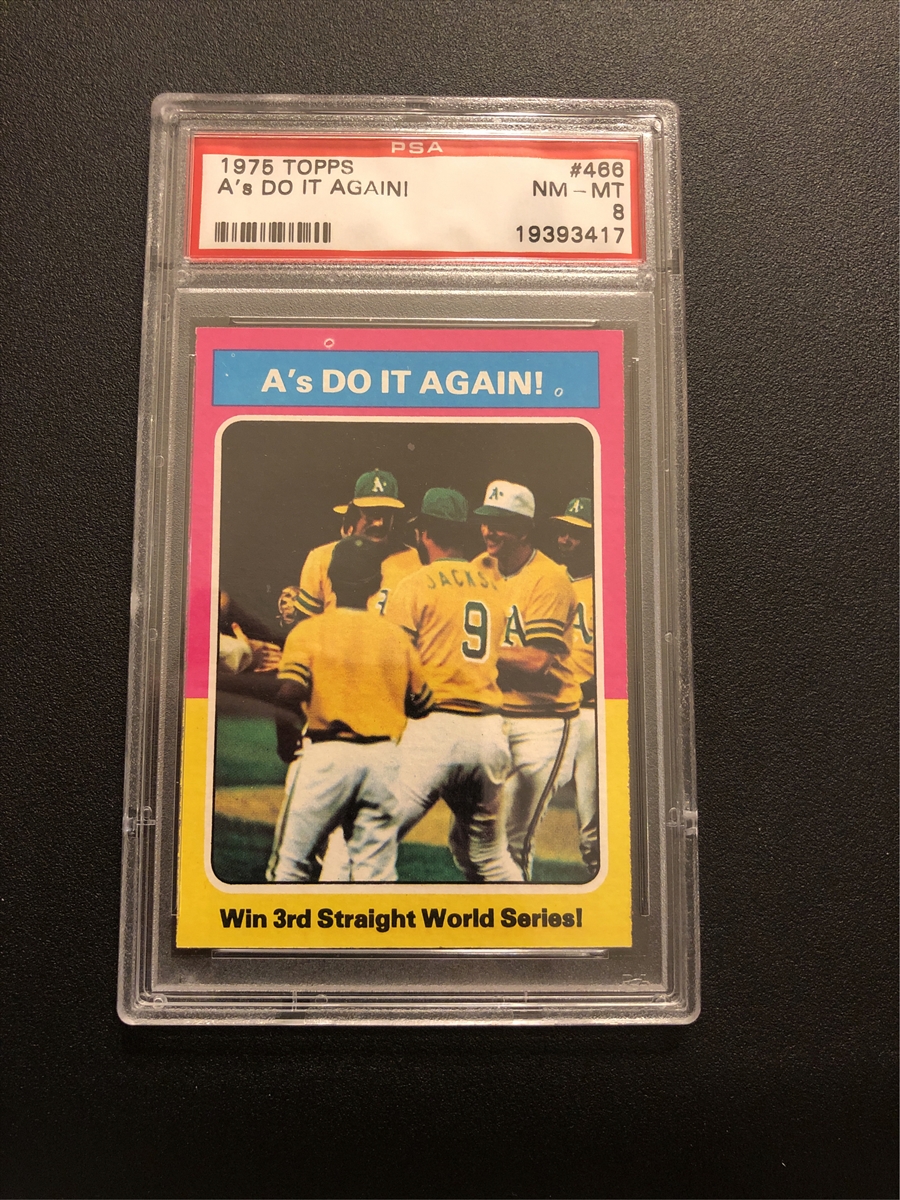 PSA
1975 TOPPS #466
A's DO IT AGAIN! NM-MT
8
19393417
A's DO IT AGAIN!
A's
A's
JACKS
9
A
A
Win 3rd Straight World Series!